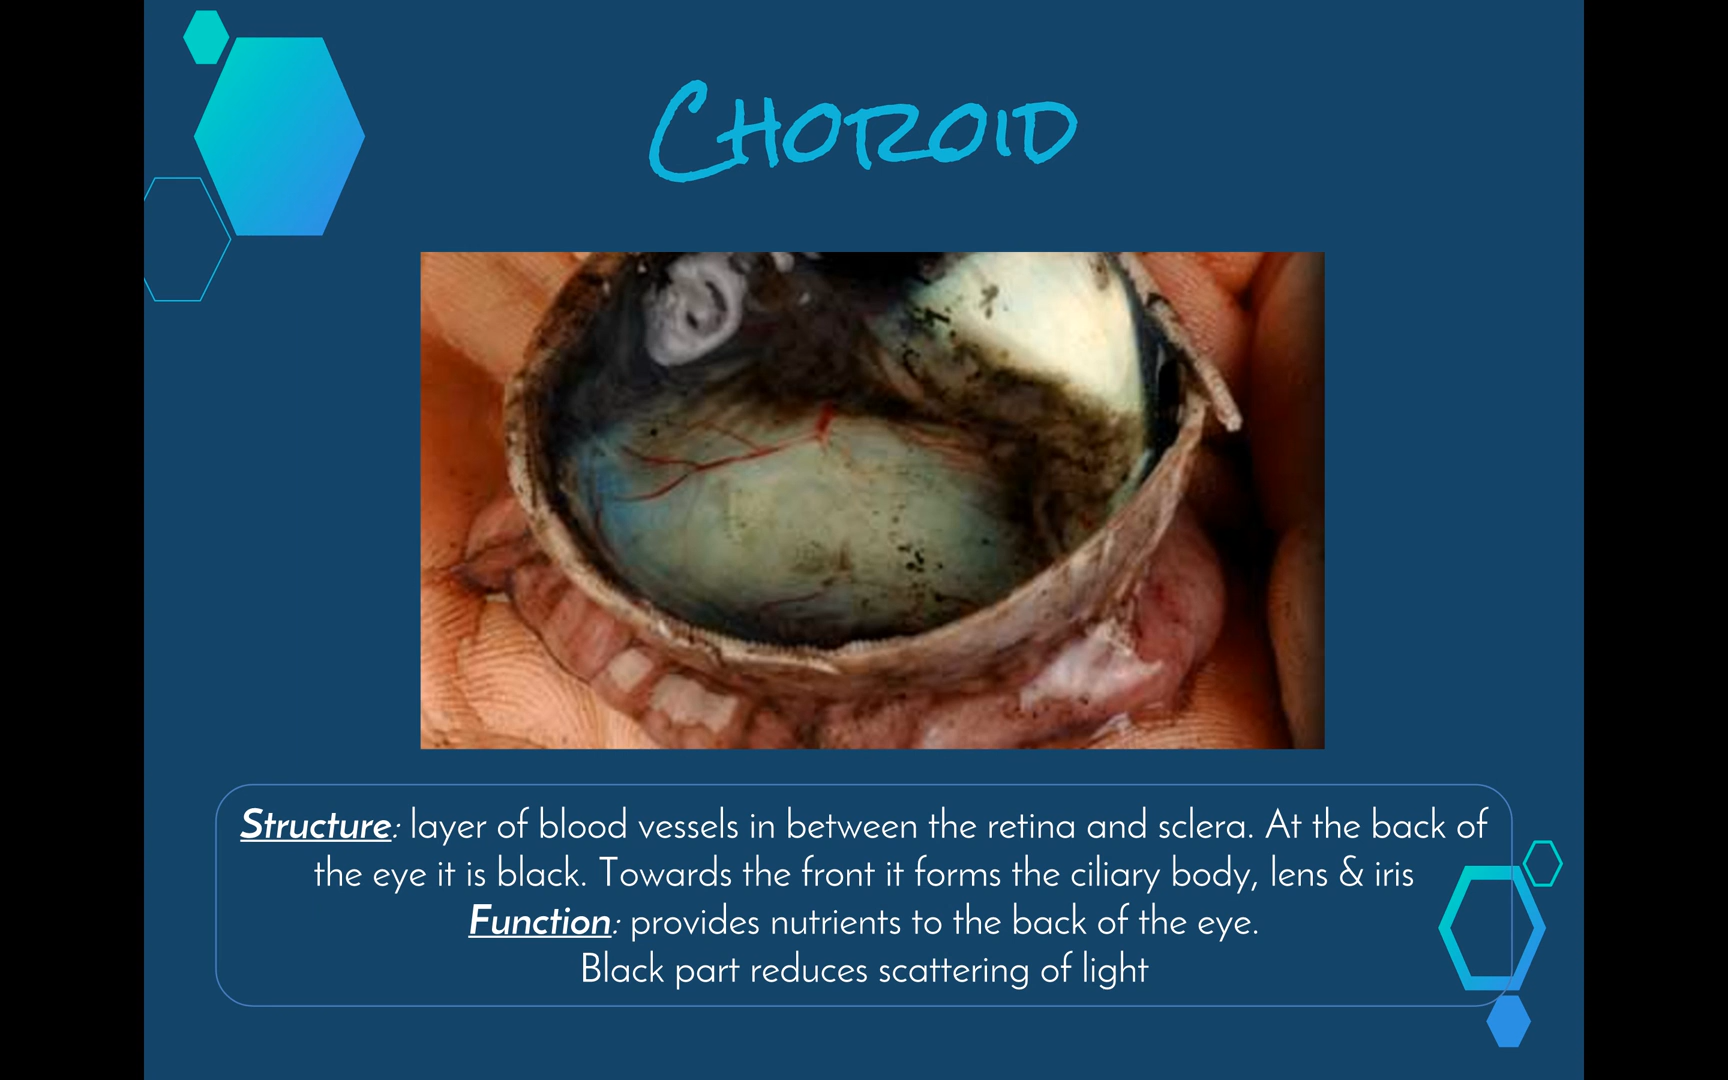 Choroid
Structure: layer of blood vessels in between the retina and sclera. At the back of
the eye it is black. Towards the front it forms the ciliary body, lens & iris
Function: provides nutrients to the back of the eye.
Black part reduces scattering of light